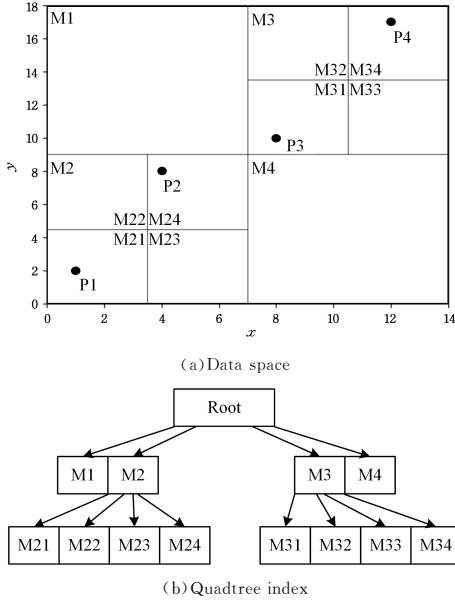 18
M1
M3
P4
16
14
M32 M34
M31 M33
12
10
P3
y
M2
M4
8
P2
6
M22 M24
4
M21 M23
2
P1
0
0 2 4 6 8 10 12 14
x
(a)Data space
Root
M1 M2 M3 M4
M21 M22 M23 M24 M31 M32 M33 M34
(b)Quadtree index